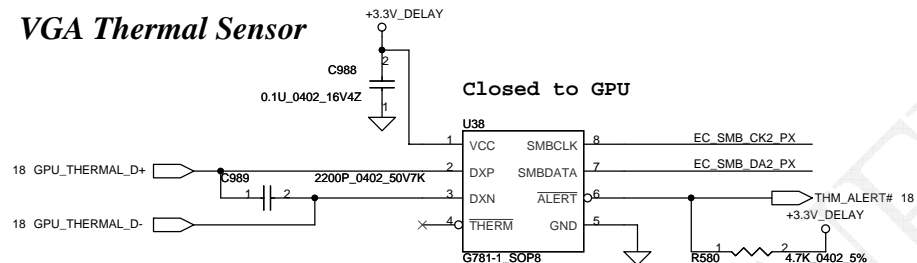 VGA Thermal Sensor
+3.3V_DELAY
2
C988
0.1U_0402_16V4Z
1
Closed to GPU
U38
1 VCC SMBCLK 8 EC_SMB_CK2_PX
18 GPU_THERMAL_D+ 2 DXP SMBDATA 7 EC_SMB_DA2_PX
C989 2200P_0402_50V7K
1 2 3 DXN ALERT 6 THM_ALERT# 18
+3.3V_DELAY
18 GPU_THERMAL_D- 4 THERM GND 5
G781-1_SOP8
R580 1 2 4.7K_0402_5%